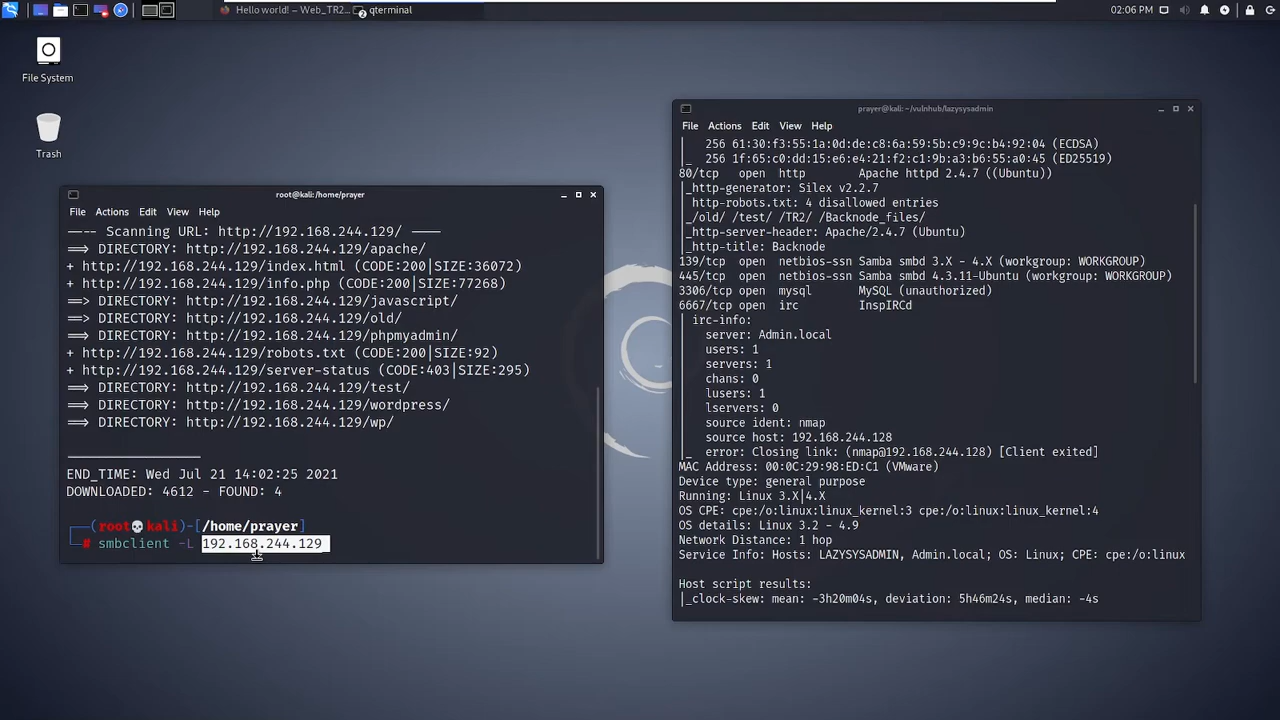 Hello world! – Web_TR2...
qterminal
2
02:06 PM
File System
Trash
root@kali: /home/prayer
File Actions Edit View Help
---- Scanning URL: http://192.168.244.129/ ----
==> DIRECTORY: http://192.168.244.129/apache/
+ http://192.168.244.129/index.html (CODE:200|SIZE:36072)
+ http://192.168.244.129/info.php (CODE:200|SIZE:77268)
==> DIRECTORY: http://192.168.244.129/javascript/
==> DIRECTORY: http://192.168.244.129/old/
==> DIRECTORY: http://192.168.244.129/phpmyadmin/
+ http://192.168.244.129/robots.txt (CODE:200|SIZE:92)
+ http://192.168.244.129/server-status (CODE:403|SIZE:295)
==> DIRECTORY: http://192.168.244.129/test/
==> DIRECTORY: http://192.168.244.129/wordpress/
==> DIRECTORY: http://192.168.244.129/wp/
END_TIME: Wed Jul 21 14:02:25 2021
DOWNLOADED: 4612 - FOUND: 4
┌──(root💀kali)-[/home/prayer]
└─# smbclient -L 192.168.244.129
prayer@kali: ~/vulnhub/lazysysadmin
File Actions Edit View Help
|   256 61:30:f3:55:1a:0d:de:c8:6a:59:5b:c9:9c:b4:92:04 (ECDSA)
|_  256 1f:65:c0:dd:15:e6:e4:21:f2:c1:9b:a3:b6:55:a0:45 (ED25519)
80/tcp   open  http        Apache httpd 2.4.7 ((Ubuntu))
|_http-generator: Silex v2.2.7
| http-robots.txt: 4 disallowed entries
|_/old/ /test/ /TR2/ /Backnode_files/
|_http-server-header: Apache/2.4.7 (Ubuntu)
|_http-title: Backnode
139/tcp  open  netbios-ssn Samba smbd 3.X - 4.X (workgroup: WORKGROUP)
445/tcp  open  netbios-ssn Samba smbd 4.3.11-Ubuntu (workgroup: WORKGROUP)
3306/tcp open  mysql       MySQL (unauthorized)
6667/tcp open  irc         InspIRCd
| irc-info:
|   server: Admin.local
|   users: 1
|   servers: 1
|   chans: 0
|   lusers: 1
|   lservers: 0
|   source ident: nmap
|   source host: 192.168.244.128
|_  error: Closing link: (nmap@192.168.244.128) [Client exited]
MAC Address: 00:0C:29:98:ED:C1 (VMware)
Device type: general purpose
Running: Linux 3.X|4.X
OS CPE: cpe:/o:linux:linux_kernel:3 cpe:/o:linux:linux_kernel:4
OS details: Linux 3.2 - 4.9
Network Distance: 1 hop
Service Info: Hosts: LAZYSYSADMIN, Admin.local; OS: Linux; CPE: cpe:/o:linux
Host script results:
|_clock-skew: mean: -3h20m04s, deviation: 5h46m24s, median: -4s